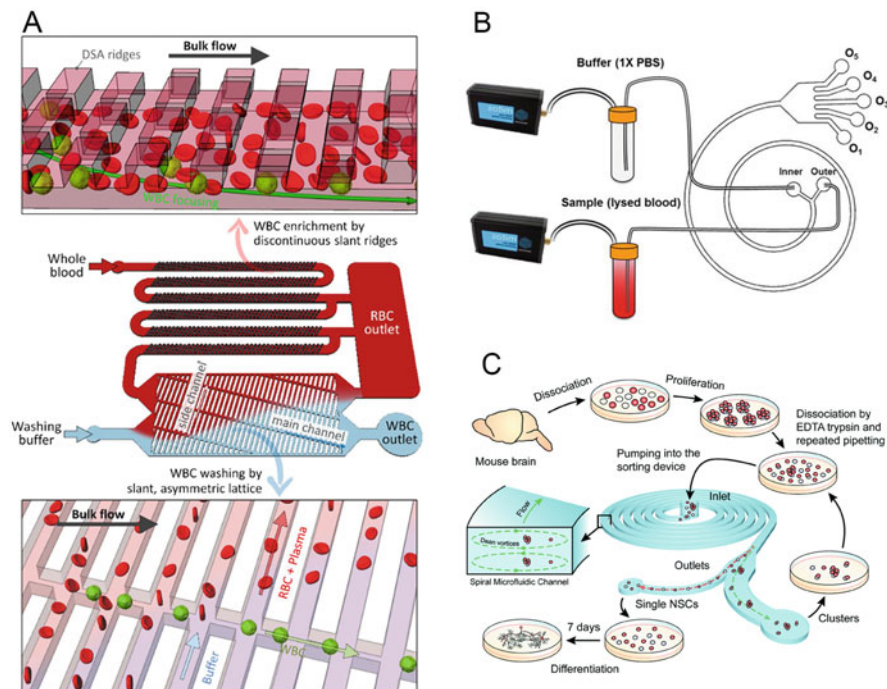 A
Bulk flow
DSA ridges
WBC focusing
WBC enrichment by
discontinuous slant ridges
Whole
blood
RBC
outlet
side channel
main channel
Washing
buffer
WBC
outlet
WBC washing by
slant, asymmetric lattice
Bulk flow
RBC + Plasma
Buffer
WBC
B
Buffer (1X PBS)
O5
O4
O3
O2
O1
Inner
Outer
Sample (lysed blood)
C
Dissociation
Proliferation
Mouse brain
Dissociation by
EDTA trypsin and
repeated pipetting
Pumping into the
sorting device
Inlet
Flow
Dean vortices
Spiral Microfluidic Channel
Outlets
Single NSCs
Clusters
7 days
Differentiation